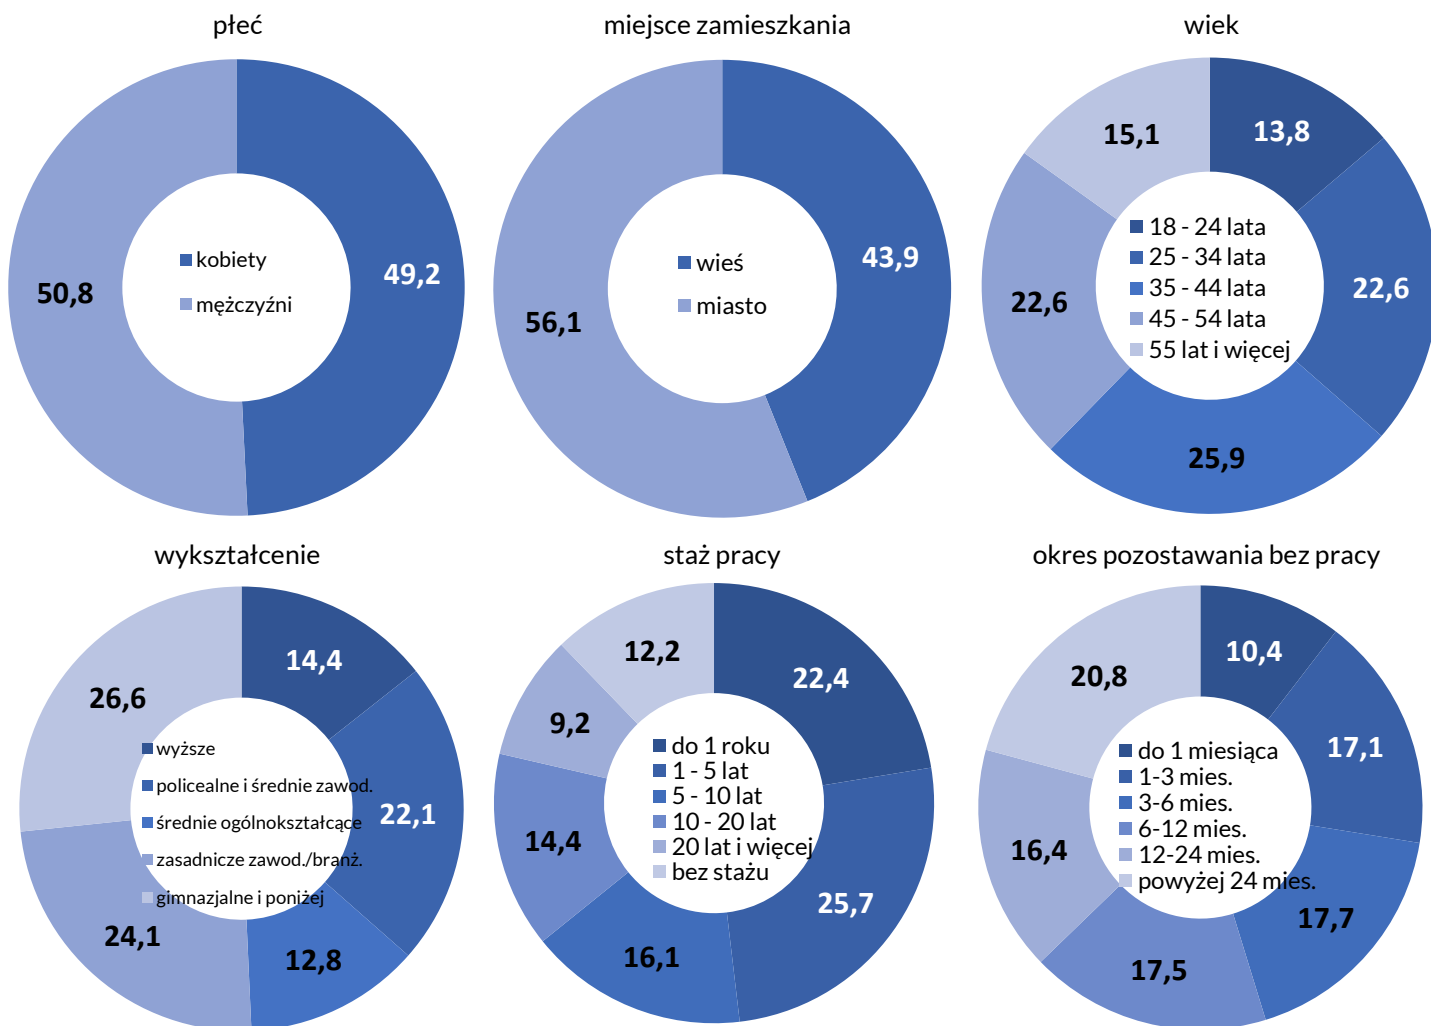 płeć
50,8
49,2
kobiety
mężczyźni
miejsce zamieszkania
56,1
43,9
wieś
miasto
wiek
15,1
13,8
22,6
22,6
25,9
18 - 24 lata
25 - 34 lata
35 - 44 lata
45 - 54 lata
55 lat i więcej
wykształcenie
14,4
26,6
22,1
24,1
12,8
wyższe
policealne i średnie zawod.
średnie ogólnokształcące
zasadnicze zawod./branż.
gimnazjalne i poniżej
staż pracy
12,2
22,4
9,2
14,4
25,7
16,1
do 1 roku
1 - 5 lat
5 - 10 lat
10 - 20 lat
20 lat i więcej
bez stażu
okres pozostawania bez pracy
10,4
20,8
17,1
16,4
17,7
17,5
do 1 miesiąca
1-3 mies.
3-6 mies.
6-12 mies.
12-24 mies.
powyżej 24 mies.